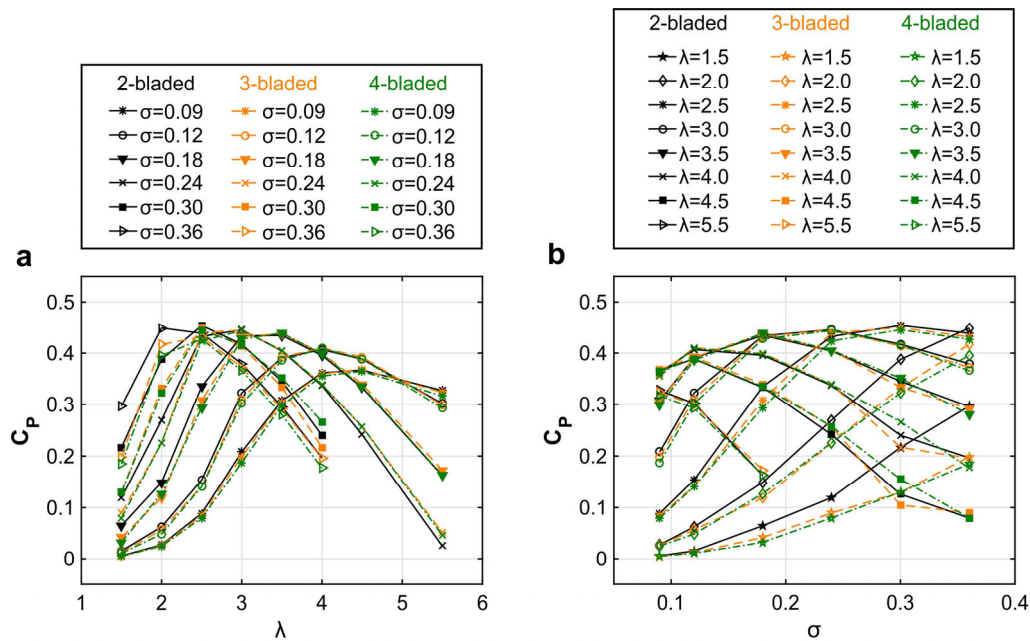 2-bladed 3-bladed 4-bladed
σ=0.09 σ=0.09 σ=0.09
σ=0.12 σ=0.12 σ=0.12
σ=0.18 σ=0.18 σ=0.18
σ=0.24 σ=0.24 σ=0.24
σ=0.30 σ=0.30 σ=0.30
σ=0.36 σ=0.36 σ=0.36
a
0.5
0.4
0.3
0.2
0.1
0
C_P
1 2 3 4 5 6
λ
2-bladed 3-bladed 4-bladed
λ=1.5 λ=1.5 λ=1.5
λ=2.0 λ=2.0 λ=2.0
λ=2.5 λ=2.5 λ=2.5
λ=3.0 λ=3.0 λ=3.0
λ=3.5 λ=3.5 λ=3.5
λ=4.0 λ=4.0 λ=4.0
λ=4.5 λ=4.5 λ=4.5
λ=5.5 λ=5.5 λ=5.5
b
0.5
0.4
0.3
0.2
0.1
0
C_P
0.1 0.2 0.3 0.4
σ